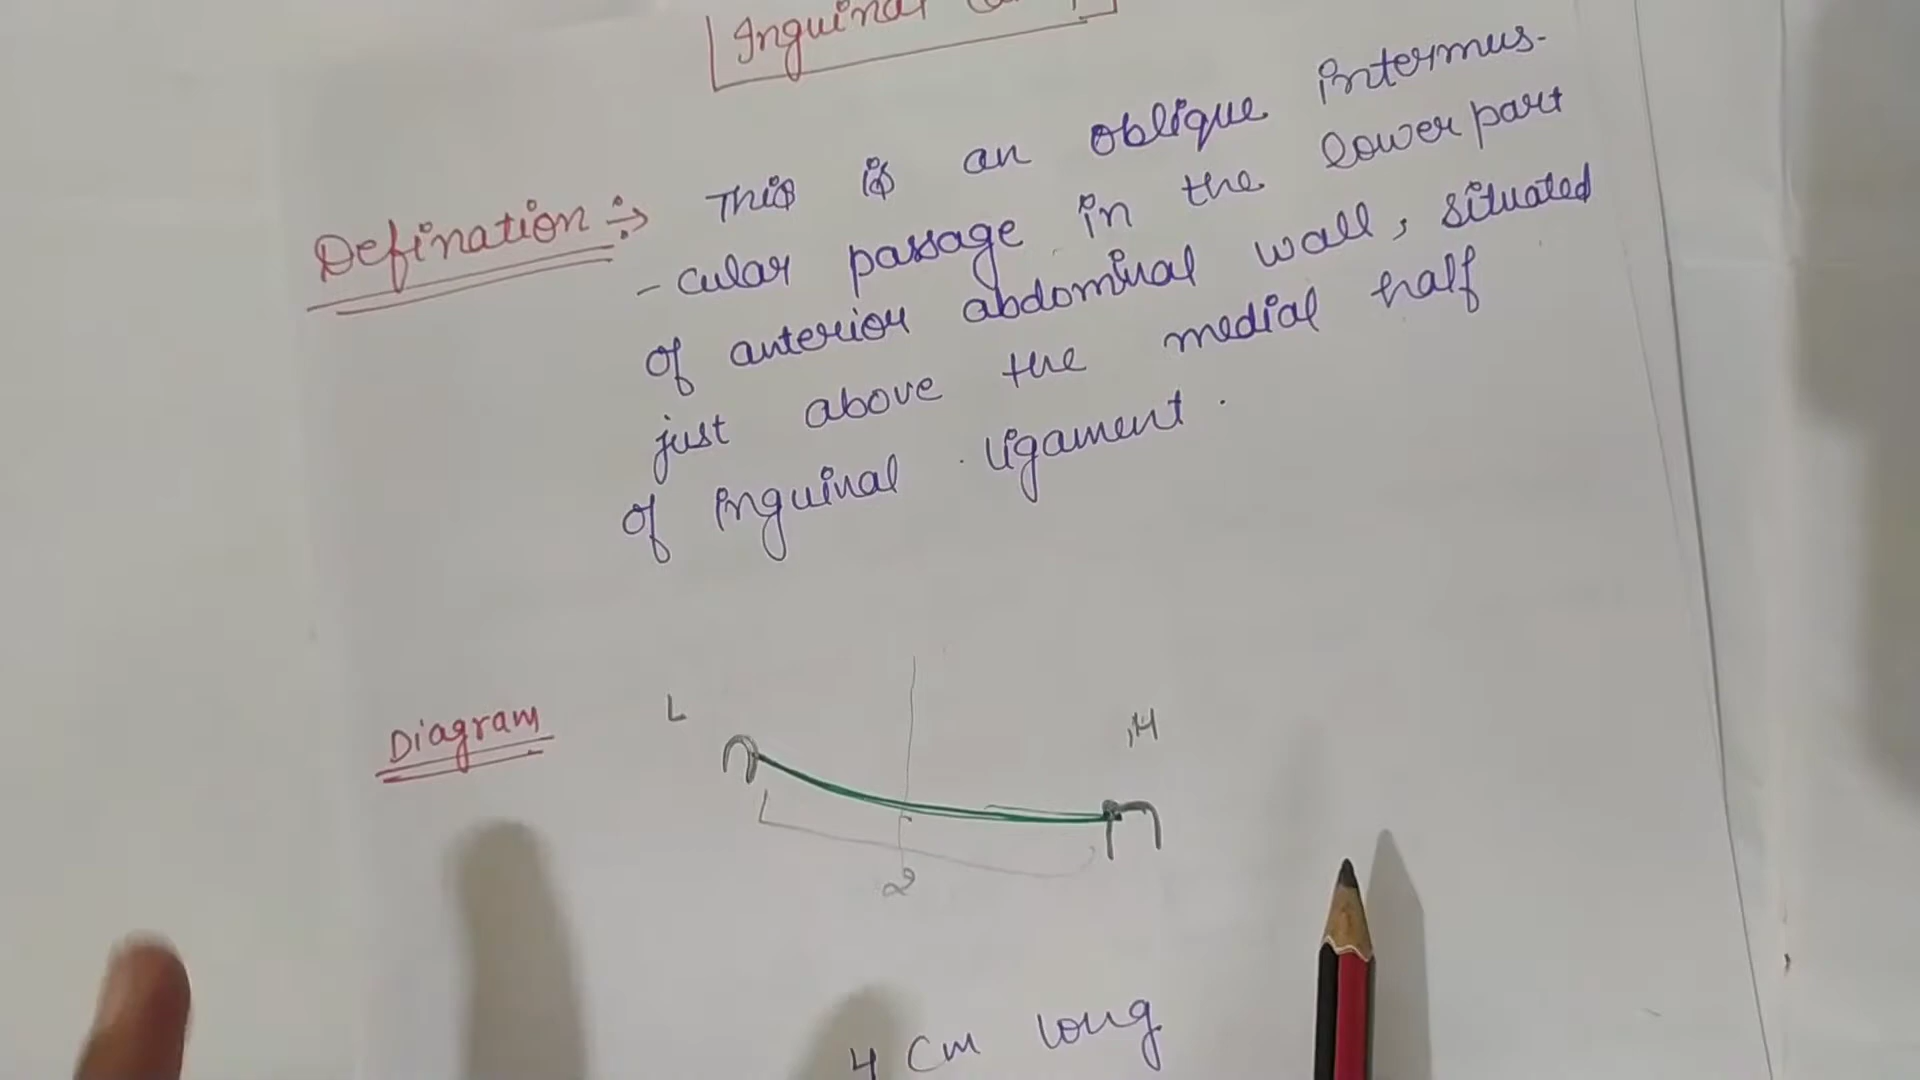 Inguinal
Defination :→ This is an oblique intermus-
-cular passage in the lower part
of anterior abdominal wall, situated
just above the medial half
of inguinal ligament.
Diagram
L
M
2
4 Cm long